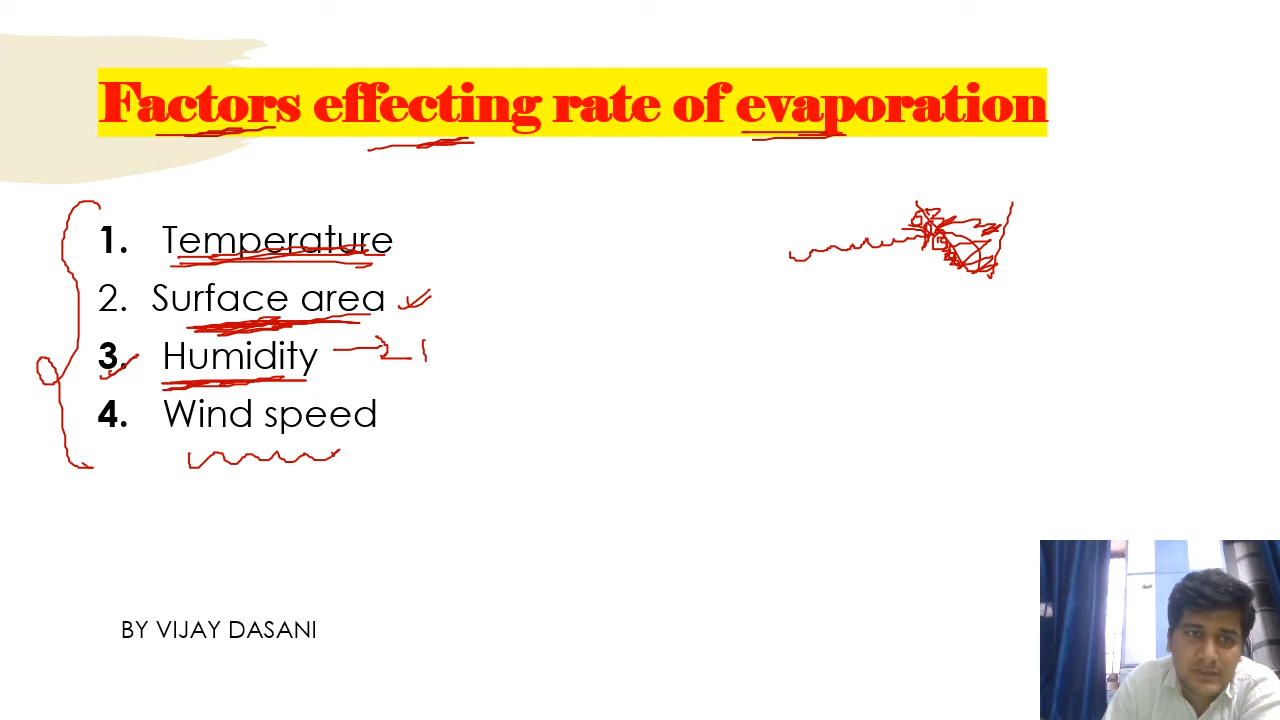 Factors effecting rate of evaporation
1. Temperature
2. Surface area
3. Humidity
4. Wind speed
BY VIJAY DASANI